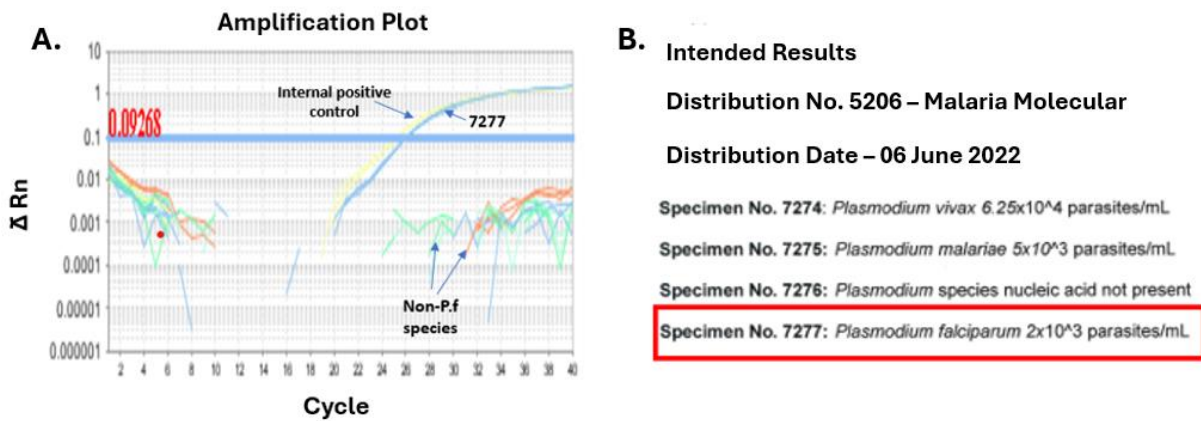 A.
Amplification Plot
10
1
0.1
0.01
0.001
0.0001
0.00001
0.000001
0.09268
Internal positive
control
7277
Non-P.f
species
Δ Rn
2 4 6 8 10 12 14 16 18 20 22 24 26 28 30 32 34 36 38 40
Cycle
B.
Intended Results
Distribution No. 5206 – Malaria Molecular
Distribution Date – 06 June 2022
Specimen No. 7274: Plasmodium vivax 6.25x10^4 parasites/mL
Specimen No. 7275: Plasmodium malariae 5x10^3 parasites/mL
Specimen No. 7276: Plasmodium species nucleic acid not present
Specimen No. 7277: Plasmodium falciparum 2x10^3 parasites/mL